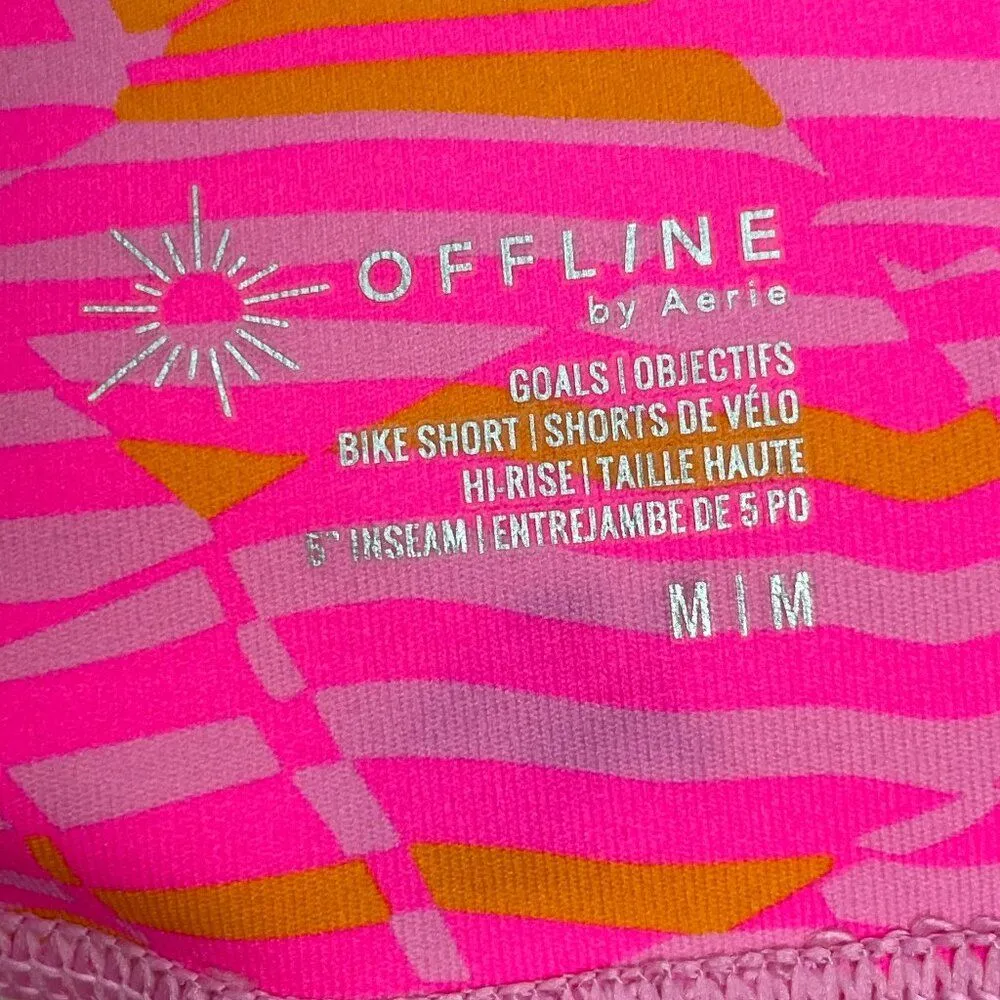 OFFLINE
by Aerie
GOALS | OBJECTIFS
BIKE SHORT | SHORTS DE VÉLO
HI-RISE | TAILLE HAUTE
5" INSEAM | ENTREJAMBE DE 5 PO
M | M